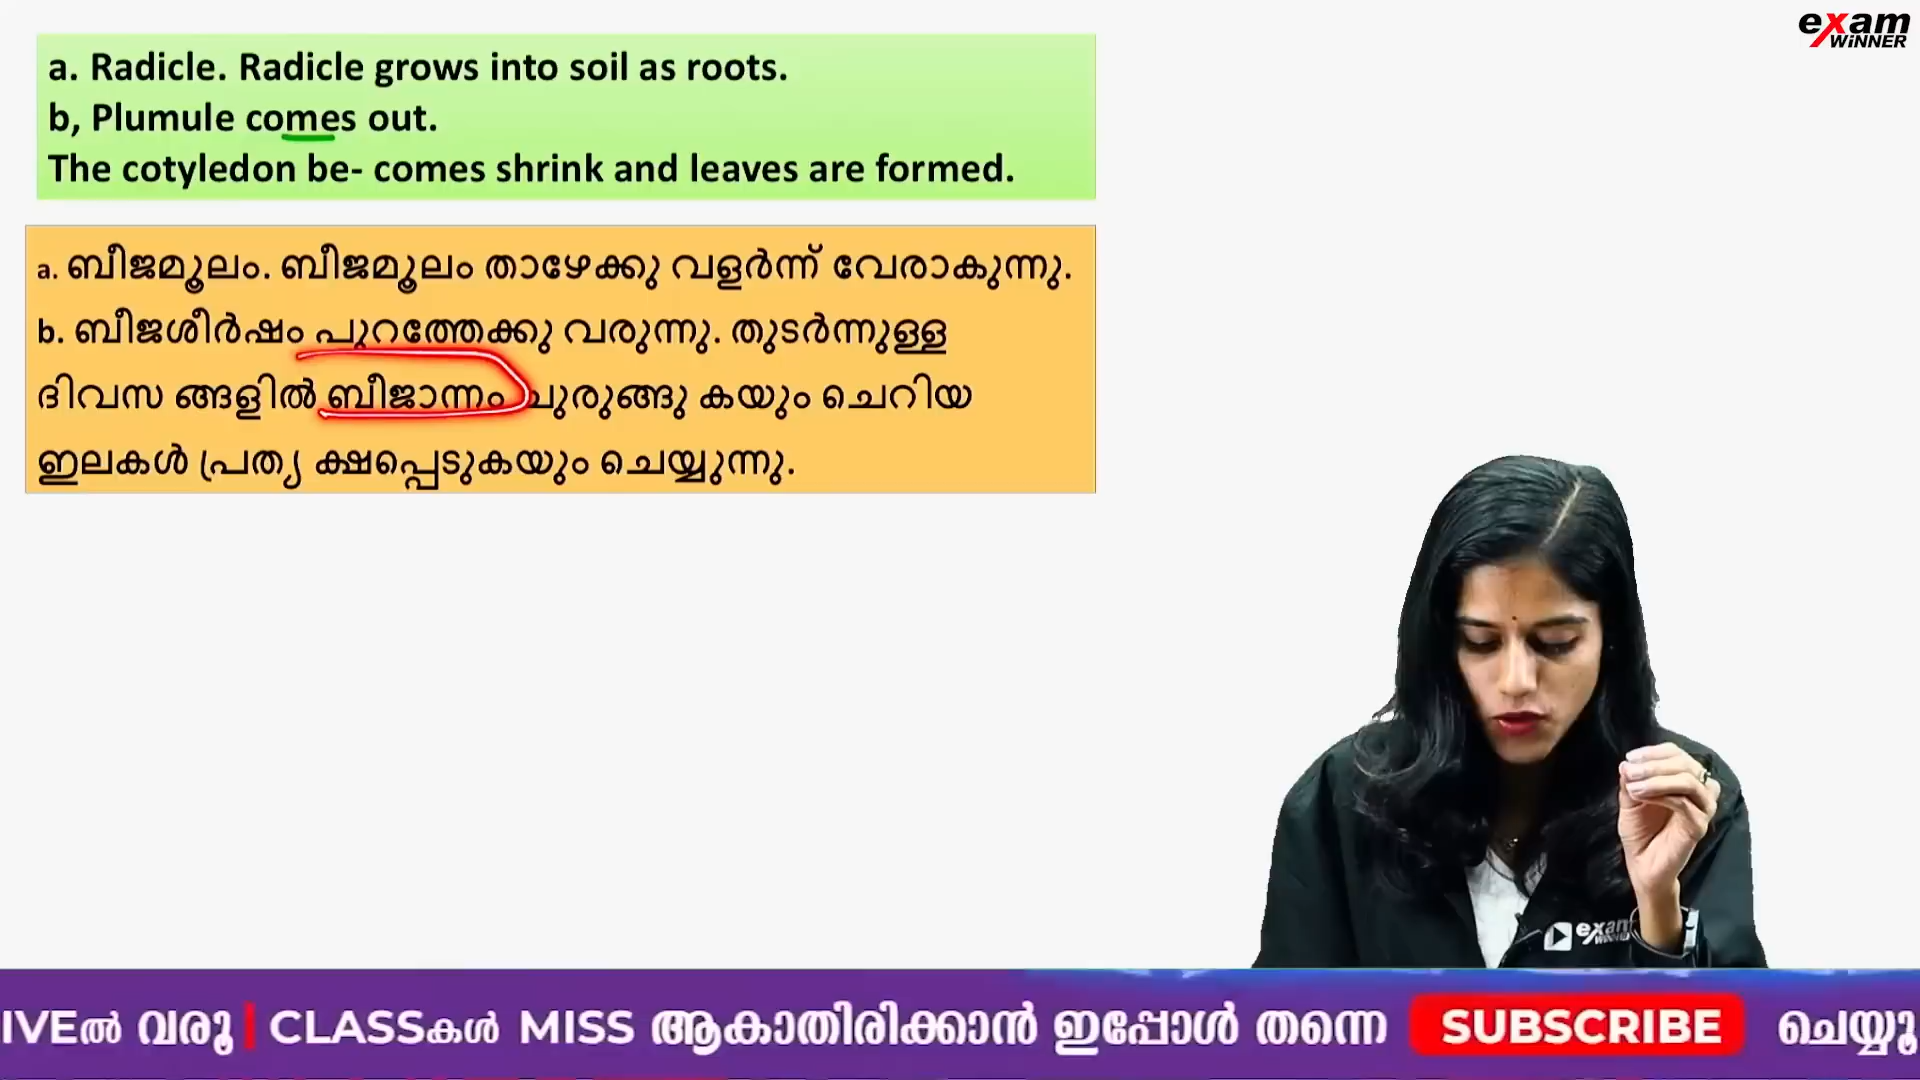 exam
WiNNER
a. Radicle. Radicle grows into soil as roots.
b, Plumule comes out.
The cotyledon be- comes shrink and leaves are formed.
a. ബീജമൂലം. ബീജമൂലം താഴേക്കു വളർന്ന് വേരാകുന്നു.
b. ബീജശീർഷം പുറത്തേക്കു വരുന്നു. തുടർന്നുള്ള
ദിവസ ങ്ങളിൽ ബീജാന്നം ചുരുങ്ങു കയും ചെറിയ
ഇലകൾ പ്രത്യ ക്ഷപ്പെടുകയും ചെയ്യുന്നു.
exam
WiNNER
IVEൽ വരൂ | CLASSകൾ MISS ആകാതിരിക്കാൻ ഇപ്പോൾ തന്നെ SUBSCRIBE ചെയ്യൂ